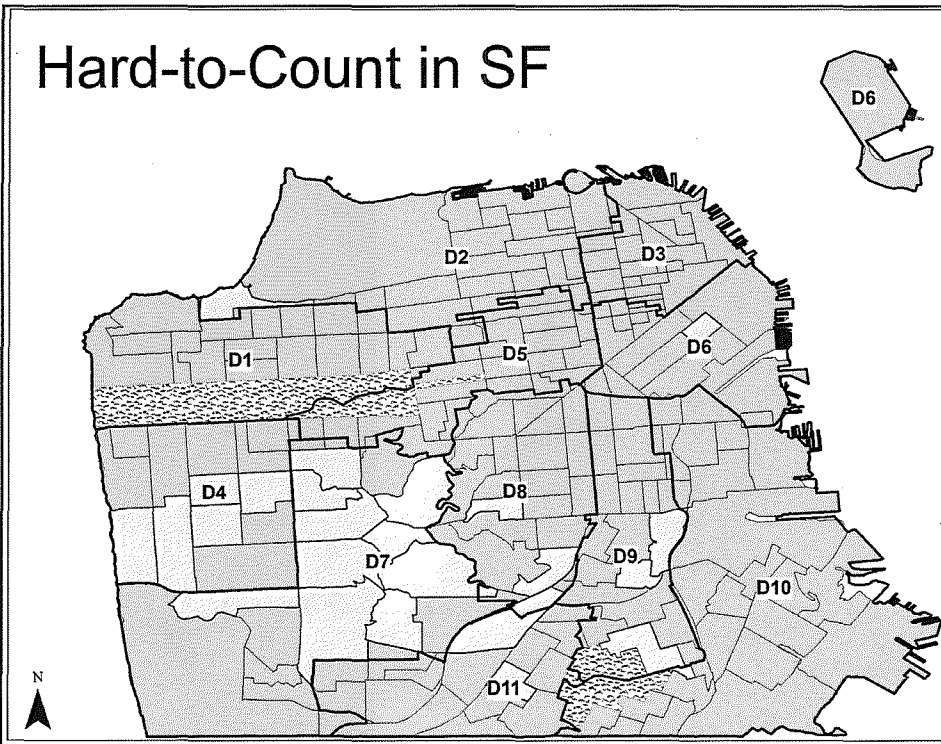 Hard-to-Count in SF
D6
D2
D3
D1
D5
D6
D4
D8
D7
D9
D10
D11
N